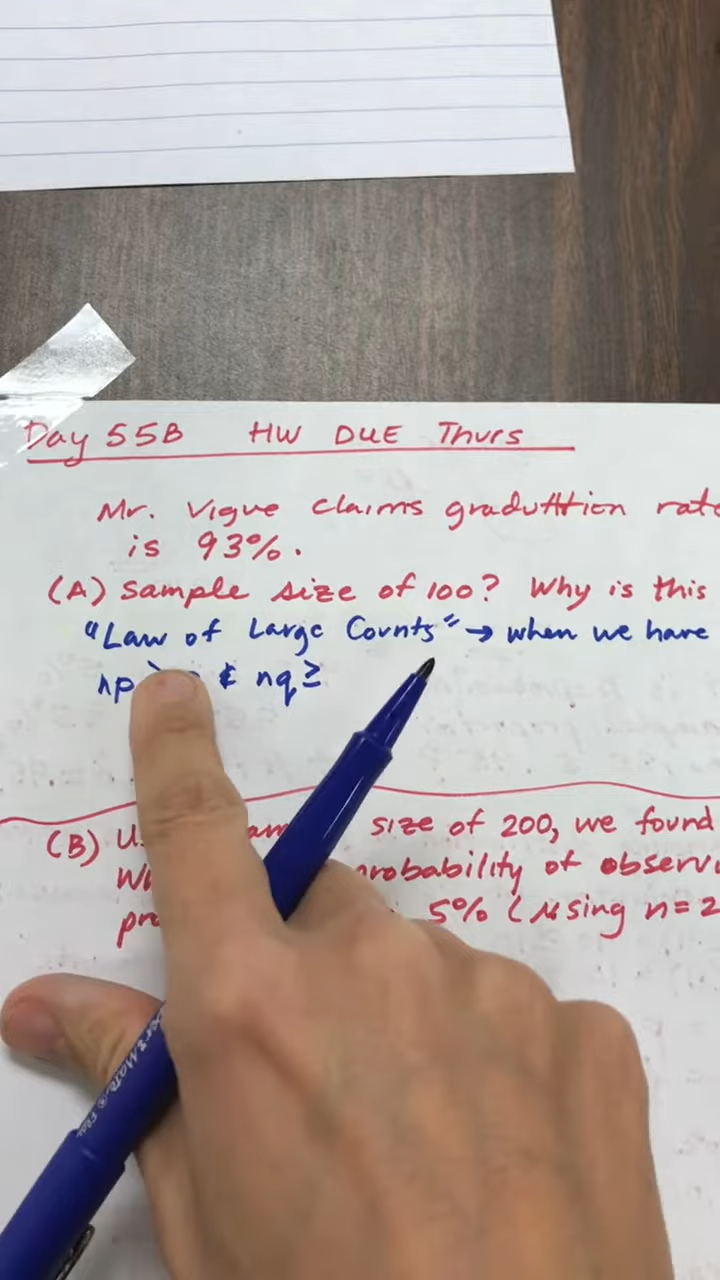 Day 55B HW DUE Thurs
Mr. Vigue claims graduttion rate
is 93%.
(A) Sample size of 100? Why is this
"Law of Large Counts" → when we have
np ≥ & nq ≥
(B) size of 200, we found
probability of
5% (using n=2